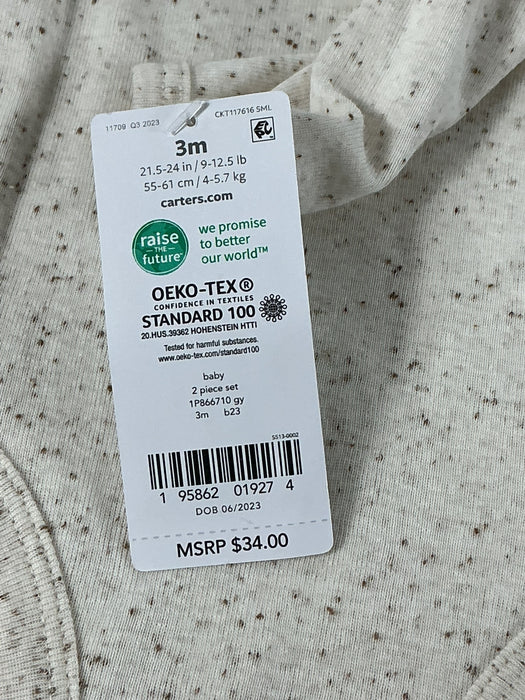 11709 Q3 2023 CKT117616 5ML
3m
21.5-24 in / 9-12.5 lb
55-61 cm / 4-5.7 kg
carters.com
raise
THE
future
we promise
to better
our world™
OEKO-TEX®
CONFIDENCE IN TEXTILES
STANDARD 100
20.HUS.39362 HOHENSTEIN HTTI
Tested for harmful substances.
www.oeko-tex.com/standard100
baby
2 piece set
1P866710 gy
3m b23
5513-0002
1 95862 01927 4
DOB 06/2023
MSRP $34.00